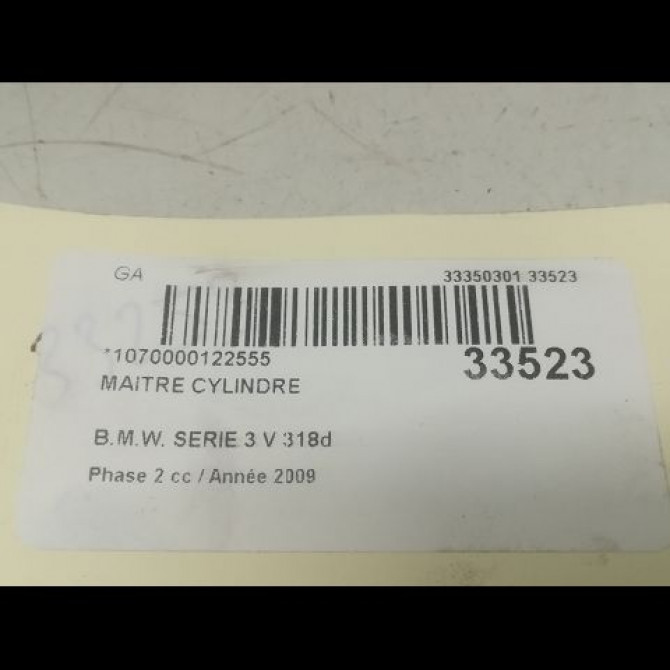 GA 33350301 33523
*1070000122555 33523
MAITRE CYLINDRE
B.M.W. SERIE 3 V 318d
Phase 2 cc / Année 2009